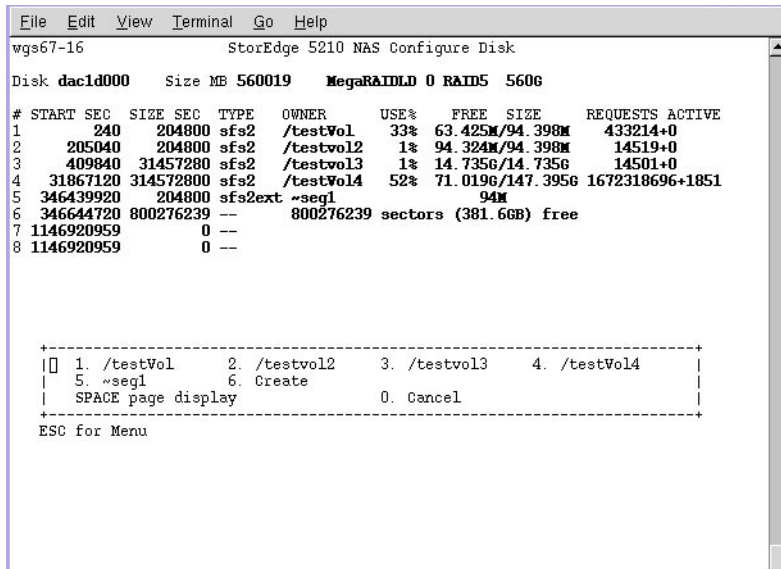 File Edit View Terminal Go Help
wgs67-16 StorEdge 5210 NAS Configure Disk
Disk dac1d000 Size MB 560019 MegaRAIDLD 0 RAID5 560G
# START SEC SIZE SEC TYPE OWNER USE% FREE SIZE REQUESTS ACTIVE
1 240 204800 sfs2 /testVol 33% 63.425M/94.398M 433214+0
2 205040 204800 sfs2 /testvol2 1% 94.324M/94.398M 14519+0
3 409840 31457280 sfs2 /testvol3 1% 14.735G/14.735G 14501+0
4 31867120 314572800 sfs2 /testVol4 52% 71.019G/147.395G 1672318696+1851
5 346439920 204800 sfs2ext ~seg1 94M
6 346644720 800276239 -- 800276239 sectors (381.6GB) free
7 1146920959 0 --
8 1146920959 0 --
1. /testVol 2. /testvol2 3. /testvol3 4. /testVol4
5. ~seg1 6. Create
SPACE page display 0. Cancel
ESC for Menu